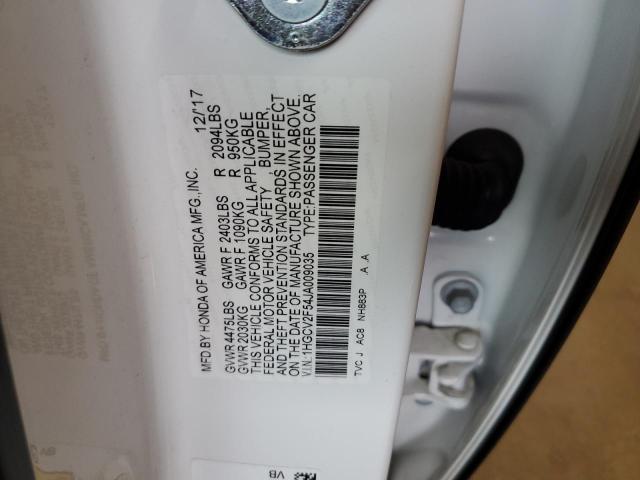 MFD BY HONDA OF AMERICA MFG.,INC. 12/17
GVWR 4475LBS GAWR F 2403LBS R 2094LBS
GVWR 2030KG GAWR F 1090KG R 950KG
THIS VEHICLE CONFORMS TO ALL APPLICABLE
FEDERAL MOTOR VEHICLE SAFETY BUMPER,
AND THEFT PREVENTION STANDARDS IN EFFECT
ON THE DATE OF MANUFACTURE SHOWN ABOVE.
V.I.N.:1HGCV2F54JA009035 TYPE:PASSENGER CAR
TVC J AC8 NH883P A .A
VB